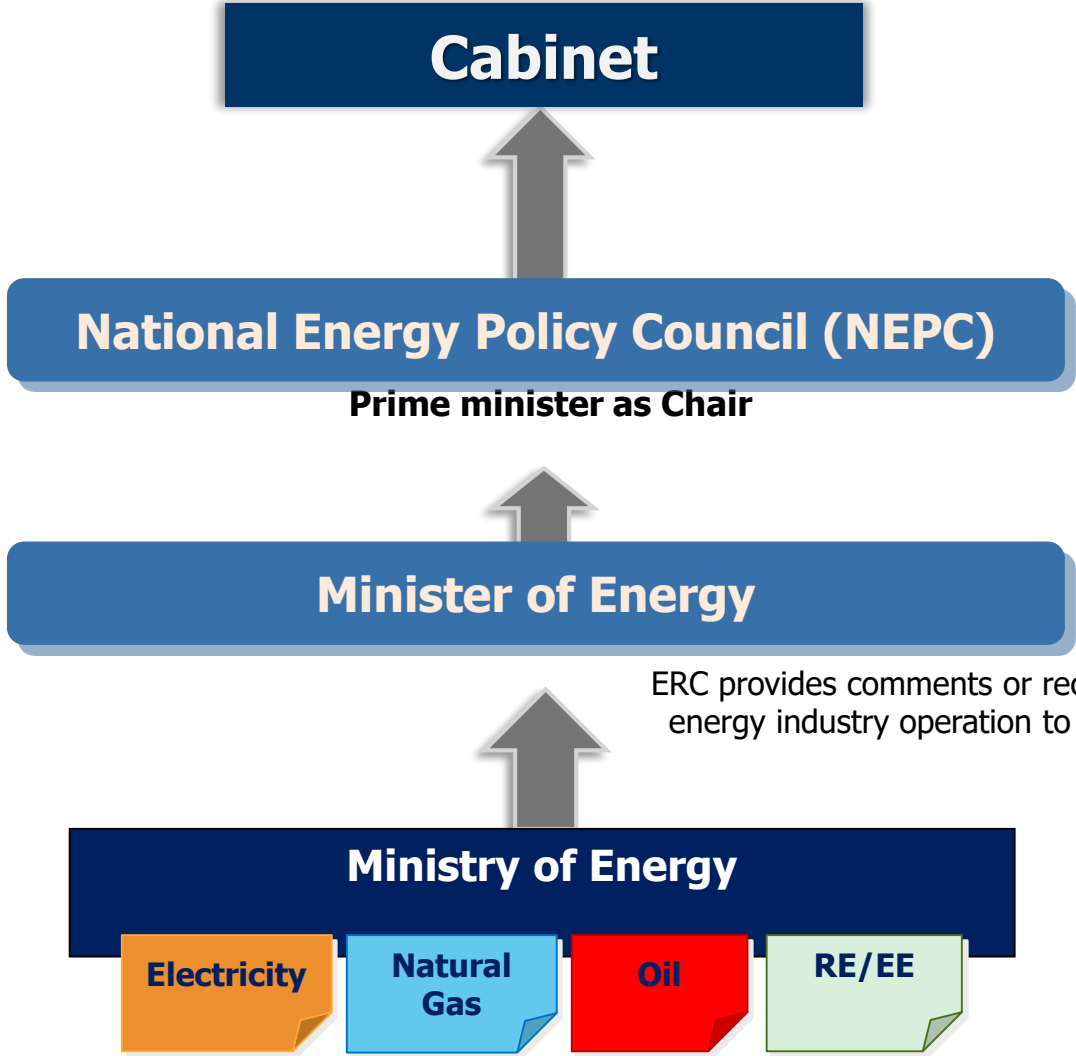 Cabinet
National Energy Policy Council (NEPC)
Prime minister as Chair
Minister of Energy
ERC provides comments or
energy industry operation to
Ministry of Energy
Electricity
Natural
Gas
Oil
RE/EE